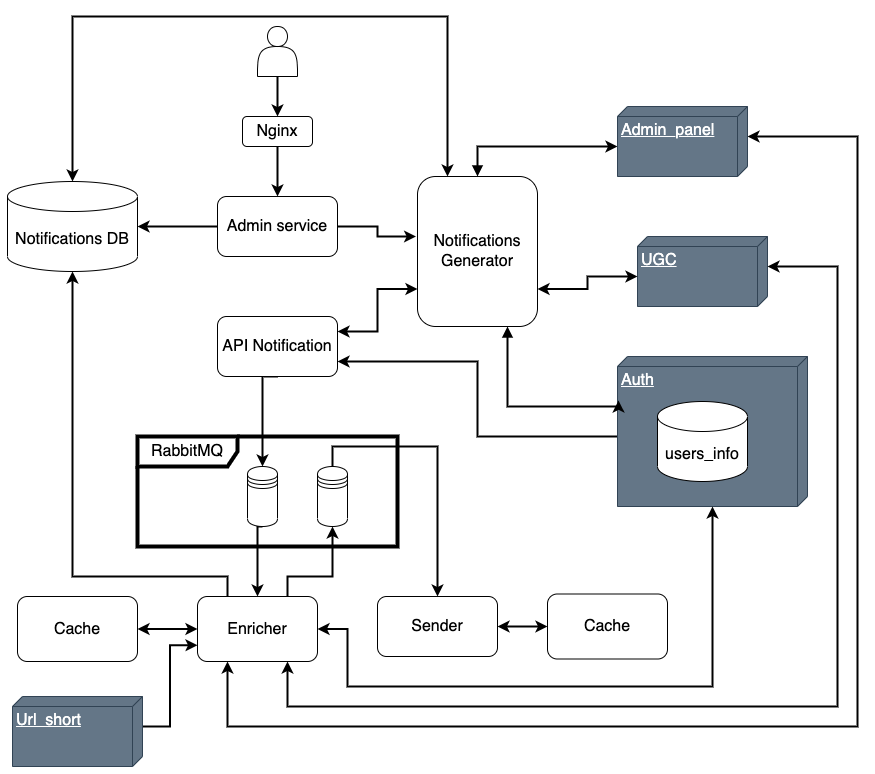 Nginx
Admin_panel
Admin service
Notifications DB
Notifications
Generator
UGC
API Notification
Auth
users_info
RabbitMQ
Cache
Enricher
Sender
Cache
Url_short